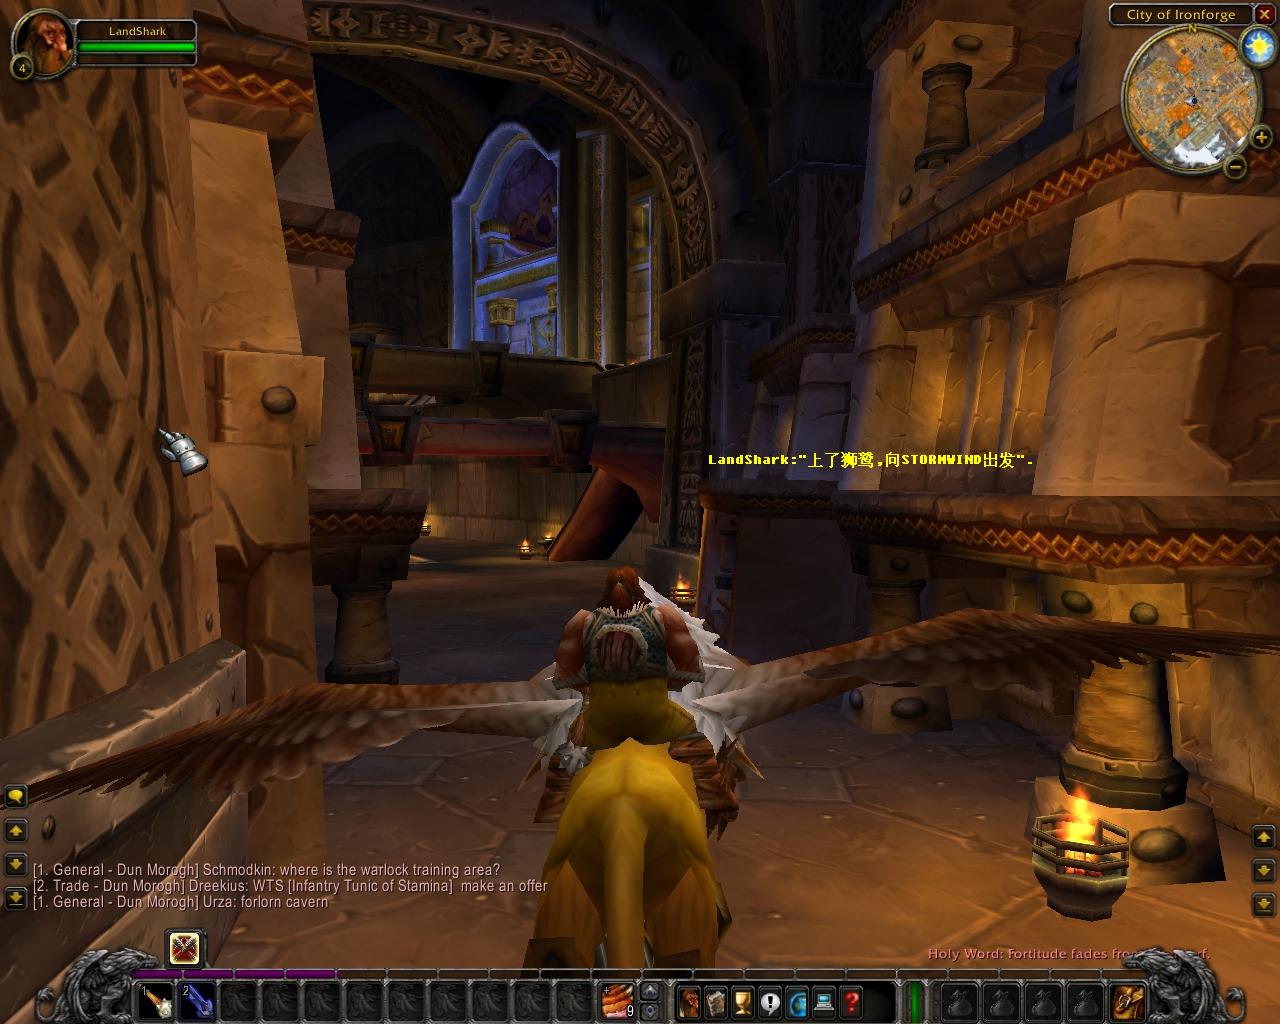 LandShark
City of Ironforge
N
4
LandShark:"上了狮鹫,向STORMWIND出发".
[1. General - Dun Morogh] Schmodkin: where is the warlock training area?
[2. Trade - Dun Morogh] Dreekius: WTS [Infantry Tunic of Stamina] make an offer
[1. General - Dun Morogh] Urza: forlorn cavern
Holy Word: Fortitude fades
1
2
9